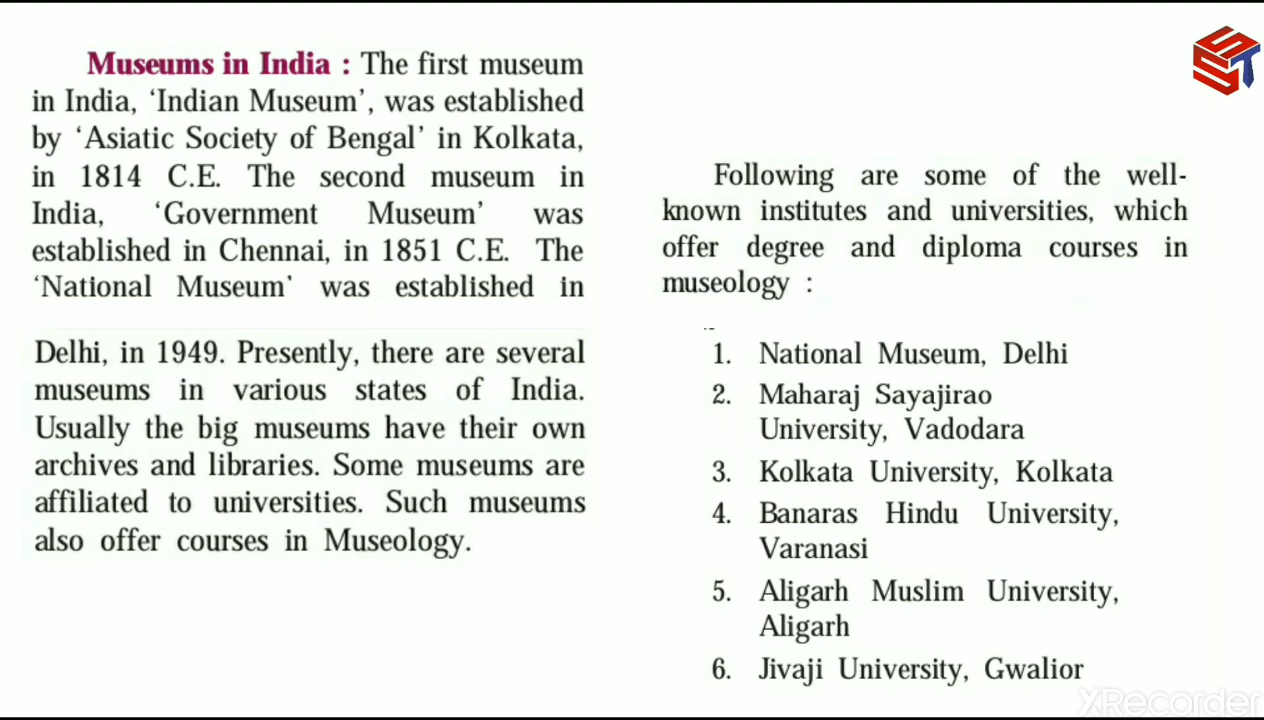 Museums in India : The first museum
in India, ‘Indian Museum’, was established
by ‘Asiatic Society of Bengal’ in Kolkata,
in 1814 C.E. The second museum in
India, ‘Government Museum’ was
established in Chennai, in 1851 C.E. The
‘National Museum’ was established in
Delhi, in 1949. Presently, there are several
museums in various states of India.
Usually the big museums have their own
archives and libraries. Some museums are
affiliated to universities. Such museums
also offer courses in Museology.
Following are some of the well-
known institutes and universities, which
offer degree and diploma courses in
museology :
1. National Museum, Delhi
2. Maharaj Sayajirao
University, Vadodara
3. Kolkata University, Kolkata
4. Banaras Hindu University,
Varanasi
5. Aligarh Muslim University,
Aligarh
6. Jivaji University, Gwalior
SST
XRecorder